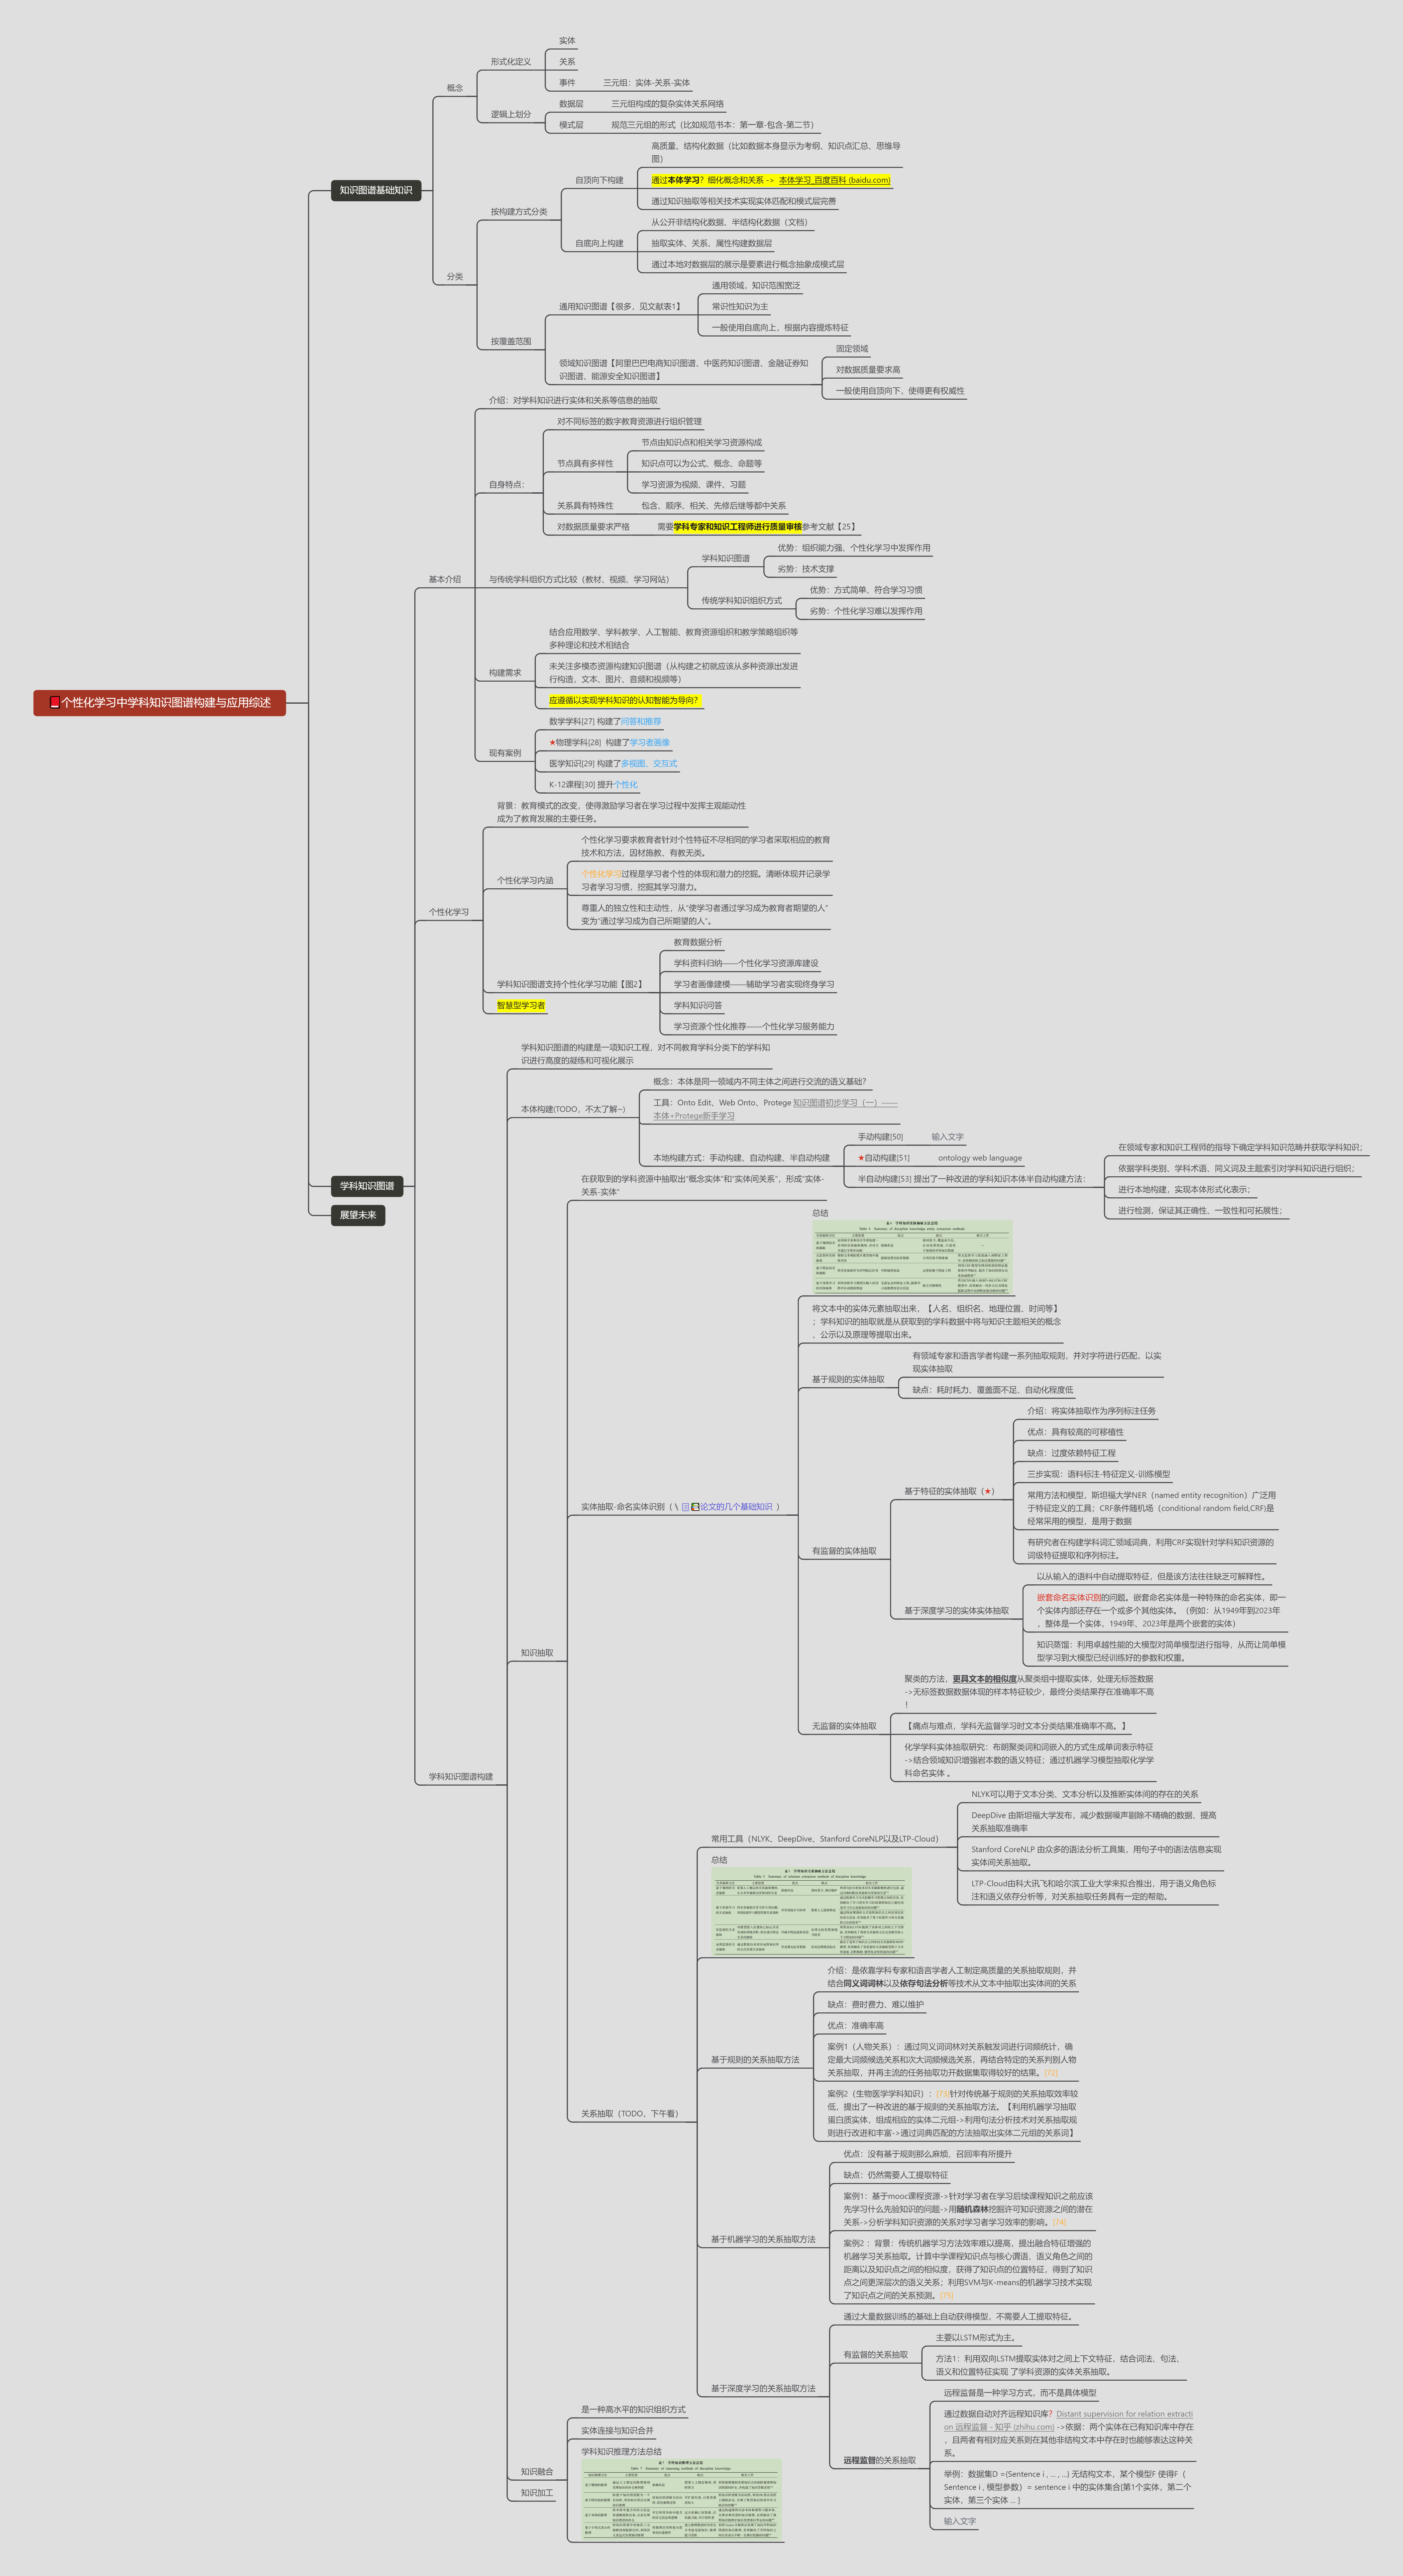 📕个性化学习中学科知识图谱构建与应用综述
知识图谱基础知识
概念
形式化定义
实体
关系
事件
三元组：实体-关系-实体
逻辑上划分
数据层
三元组构成的复杂实体关系网络
模式层
规范三元组的形式（比如规范书本：第一章-包含-第二节）
分类
按构建方式分类
自顶向下构建
高质量、结构化数据（比如数据本身显示为考纲、知识点汇总、思维导
图）
通过本体学习？细化概念和关系 -> 本体学习_百度百科 (baidu.com)
通过知识抽取等相关技术实现实体匹配和模式层完善
自底向上构建
从公开非结构化数据、半结构化数据（文档）
抽取实体、关系、属性构建数据层
通过本地对数据层的展示是要素进行概念抽象成模式层
按覆盖范围
通用知识图谱【很多，见文献表1】
通用领域，知识范围宽泛
常识性知识为主
一般使用自底向上，根据内容提炼特征
领域知识图谱【阿里巴巴电商知识图谱、中医药知识图谱、金融证券知
识图谱、能源安全知识图谱】
固定领域
对数据质量要求高
一般使用自顶向下，使得更有权威性
学科知识图谱
基本介绍
介绍：对学科知识进行实体和关系等信息的抽取
自身特点：
对不同标签的数字教育资源进行组织管理
节点具有多样性
节点由知识点和相关学习资源构成
知识点可以为公式、概念、命题等
学习资源为视频、课件、习题
关系具有特殊性
包含、顺序、相关、先修后继等都中关系
对数据质量要求严格
需要学科专家和知识工程师进行质量审核参考文献【25】
与传统学科组织方式比较（教材、视频、学习网站）
学科知识图谱
优势：组织能力强、个性化学习中发挥作用
劣势：技术支撑
传统学科知识组织方式
优势：方式简单、符合学习习惯
劣势：个性化学习难以发挥作用
构建需求
结合应用数学、学科教学、人工智能、教育资源组织和教学策略组织等
多种理论和技术相结合
未关注多模态资源构建知识图谱（从构建之初就应该从多种资源出发进
行构造，文本、图片、音频和视频等）
应遵循以实现学科知识的认知智能为导向？
现有案例
数学学科[27] 构建了问答和推荐
★物理学科[28] 构建了学习者画像
医学知识[29] 构建了多视图、交互式
K-12课程[30] 提升个性化
个性化学习
背景：教育模式的改变，使得激励学习者在学习过程中发挥主观能动性
成为了教育发展的主要任务。
个性化学习内涵
个性化学习要求教育者针对个性特征不尽相同的学习者采取相应的教育
技术和方法，因材施教、有教无类。
个性化学习过程是学习者个性的体现和潜力的挖掘。清晰体现并记录学
习者学习习惯，挖掘其学习潜力。
尊重人的独立性和主动性，从“使学习者通过学习成为教育者期望的人”
变为“通过学习成为自己所期望的人”。
学科知识图谱支持个性化学习功能【图2】
教育数据分析
学科资料归纳——个性化学习资源库建设
学习者画像建模——辅助学习者实现终身学习
学科知识问答
学习资源个性化推荐——个性化学习服务能力
智慧型学习者
学科知识图谱构建
学科知识图谱的构建是一项知识工程，对不同教育学科分类下的学科知
识进行高度的凝练和可视化展示
本体构建(TODO，不太了解~)
概念：本体是同一领域内不同主体之间进行交流的语义基础？
工具：Onto Edit、Web Onto、Protege 知识图谱初步学习（一）——
本体+Protege新手学习
本地构建方式：手动构建、自动构建、半自动构建
手动构建[50]
输入文字
★自动构建[51]
ontology web language
半自动构建[53] 提出了一种改进的学科知识本体半自动构建方法：
在领域专家和知识工程师的指导下确定学科知识范畴并获取学科知识；
依据学科类别、学科术语、同义词及主题索引对学科知识进行组织；
进行本地构建，实现本体形式化表示；
进行检测，保证其正确性、一致性和可拓展性；
知识抽取
在获取到的学科资源中抽取出“概念实体”和“实体间关系”，形成“实体-
关系-实体”
实体抽取-命名实体识别（ \ 论文的几个基础知识 ）
总结
将文本中的实体元素抽取出来，【人名、组织名、地理位置、时间等】
；学科知识的抽取就是从获取到的学科数据中将与知识主题相关的概念
、公示以及原理等提取出来。
基于规则的实体抽取
有领域专家和语言学者构建一系列抽取规则，并对字符进行匹配，以实
现实体抽取
缺点：耗时耗力、覆盖面不足、自动化程度低
有监督的实体抽取
基于特征的实体抽取（★）
介绍：将实体抽取作为序列标注任务
优点：具有较高的可移植性
缺点：过度依赖特征工程
三步实现：语料标注-特征定义-训练模型
常用方法和模型，斯坦福大学NER（named entity recognition）广泛用
于特征定义的工具；CRF条件随机场（conditional random field,CRF)是
经常采用的模型，是用于数据
有研究者在构建学科词汇领域词典，利用CRF实现针对学科知识资源的
词级特征提取和序列标注。
基于深度学习的实体实体抽取
以从输入的语料中自动提取特征，但是该方法往往缺乏可解释性。
嵌套命名实体识别的问题。嵌套命名实体是一种特殊的命名实体，即一
个实体内部还存在一个或多个其他实体。（例如：从1949年到2023年
，整体是一个实体，1949年、2023年是两个嵌套的实体）
知识蒸馏：利用卓越性能的大模型对简单模型进行指导，从而让简单模
型学习到大模型已经训练好的参数和权重。
无监督的实体抽取
聚类的方法，更具文本的相似度从聚类组中提取实体，处理无标签数据
->无标签数据数据体现的样本特征较少，最终分类结果存在准确率不高
！
【痛点与难点，学科无监督学习时文本分类结果准确率不高。】
化学学科实体抽取研究：布朗聚类词和词嵌入的方式生成单词表示特征
->结合领域知识增强岩本数的语义特征；通过机器学习模型抽取化学学
科命名实体 。
关系抽取（TODO，下午看）
常用工具（NLYK、DeepDive、Stanford CoreNLP以及LTP-Cloud）
NLYK可以用于文本分类、文本分析以及推断实体间的存在的关系
DeepDive 由斯坦福大学发布，减少数据噪声剔除不精确的数据，提高
关系抽取准确率
Stanford CoreNLP 由众多的语法分析工具集，用句子中的语法信息实现
实体间关系抽取。
LTP-Cloud由科大讯飞和哈尔滨工业大学来拟合推出，用于语义角色标
注和语义依存分析等，对关系抽取任务具有一定的帮助。
总结
基于规则的关系抽取方法
介绍：是依靠学科专家和语言学者人工制定高质量的关系抽取规则，并
结合同义词词林以及依存句法分析等技术从文本中抽取出实体间的关系
缺点：费时费力、难以维护
优点：准确率高
案例1（人物关系）：通过同义词词林对关系触发词进行词频统计，确
定最大词频候选关系和次大词频候选关系，再结合特定的关系判别人物
关系抽取，并再主流的任务抽取功开数据集取得较好的结果。[72]
案例2（生物医学学科知识）：[73]针对传统基于规则的关系抽取效率较
低，提出了一种改进的基于规则的关系抽取方法。【利用机器学习抽取
蛋白质实体，组成相应的实体二元组->利用句法分析技术对关系抽取规
则进行改进和丰富->通过词典匹配的方法抽取出实体二元组的关系词】
基于机器学习的关系抽取方法
优点：没有基于规则那么麻烦、召回率有所提升
缺点：仍然需要人工提取特征
案例1：基于mooc课程资源->针对学习者在学习后续课程知识之前应该
先学习什么先验知识的问题->用随机森林挖掘许可知识资源之间的潜在
关系->分析学科知识资源的关系对学习者学习效率的影响。[74]
案例2 ：背景：传统机器学习方法效率难以提高，提出融合特征增强的
机器学习关系抽取。计算中学课程知识点与核心谓语、语义角色之间的
距离以及知识点之间的相似度，获得了知识点的位置特征，得到了知识
点之间更深层次的语义关系；利用SVM与K-means的机器学习技术实现
了知识点之间的关系预测。[75]
基于深度学习的关系抽取方法
通过大量数据训练的基础上自动获得模型，不需要人工提取特征。
有监督的关系抽取
主要以LSTM形式为主。
方法1：利用双向LSTM提取实体对之间上下文特征，结合词法、句法、
语义和位置特征实现 了学科资源的实体关系抽取。
远程监督的关系抽取
远程监督是一种学习方式，而不是具体模型
通过数据自动对齐远程知识库？Distant supervision for relation extracti
on 远程监督 - 知乎 (zhihu.com) ->依据：两个实体在已有知识库中存在
，且两者有相对应关系则在其他非结构文本中存在时也能够表达这种关
系。
举例：数据集D ={Sentence i , ... , ...} 无结构文本，某个模型F 使得F（
Sentence i , 模型参数）= sentence i 中的实体集合[第1个实体，第二个
实体，第三个实体 ... ]
输入文字
知识融合
是一种高水平的知识组织方式
实体连接与知识合并
学科知识推理方法总结
知识加工
展望未来